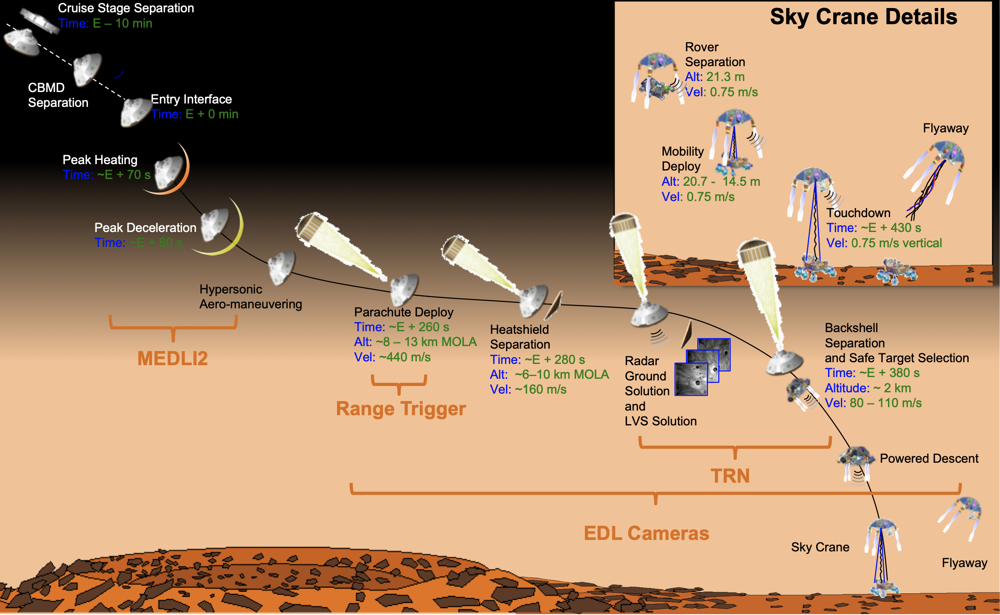 Cruise Stage Separation
Time: E – 10 min
CBMD
Separation
Entry Interface
Time: E + 0 min
Peak Heating
Time: ~E + 70 s
Peak Deceleration
Time: ~E + 80 s
Hypersonic
Aero-maneuvering
MEDLI2
Parachute Deploy
Time: ~E + 260 s
Alt: ~8 – 13 km MOLA
Vel: ~440 m/s
Range Trigger
Heatshield
Separation
Time: ~E + 280 s
Alt: ~6–10 km MOLA
Vel: ~160 m/s
Radar
Ground
Solution
and
LVS Solution
Backshell
Separation
and Safe Target Selection
Time: ~E + 380 s
Altitude: ~ 2 km
Vel: 80 – 110 m/s
TRN
Powered Descent
EDL Cameras
Sky Crane
Flyaway
Sky Crane Details
Rover
Separation
Alt: 21.3 m
Vel: 0.75 m/s
Mobility
Deploy
Alt: 20.7 - 14.5 m
Vel: 0.75 m/s
Touchdown
Time: ~E + 430 s
Vel: 0.75 m/s vertical
Flyaway